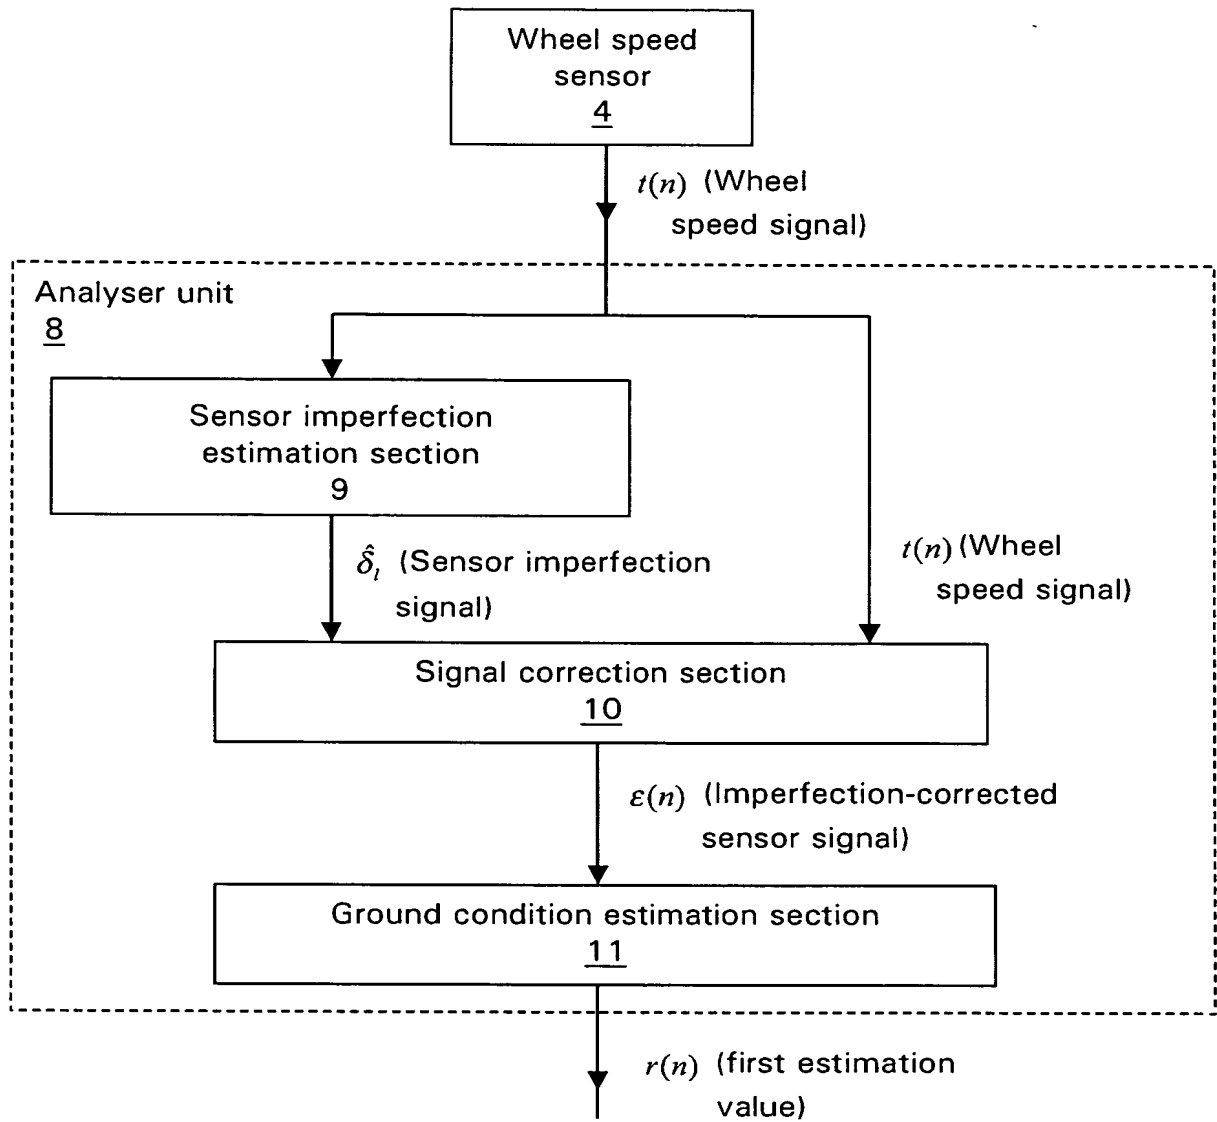 Wheel speed
sensor
4
t(n) (Wheel
speed signal)
Analyser unit
8
Sensor imperfection
estimation section
9
δ̂ₗ (Sensor imperfection
signal)
t(n) (Wheel
speed signal)
Signal correction section
10
ε(n) (Imperfection-corrected
sensor signal)
Ground condition estimation section
11
r(n) (first estimation
value)